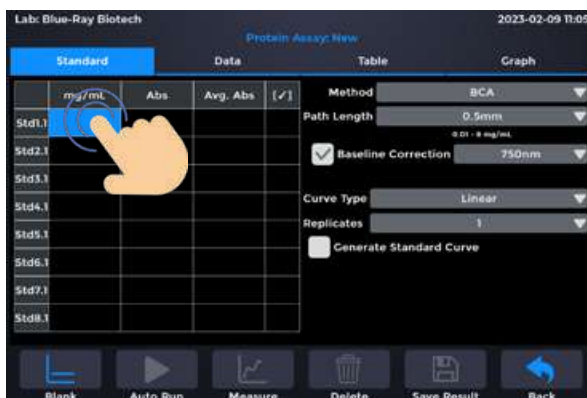 Lab: Blue-Ray Biotech 2023-02-09 11:05
Protein Assay: New
Standard Data Table Graph
mg/mL Abs Avg. Abs [✓]
Method BCA
Std1.1
Path Length 0.5mm
0.01 - 8 mg/mL
Std2.1
Baseline Correction 750nm
Std3.1
Std4.1
Curve Type Linear
Std5.1
Replicates 1
Generate Standard Curve
Std6.1
Std7.1
Std8.1
Blank Auto Run Measure Delete Save Result Back